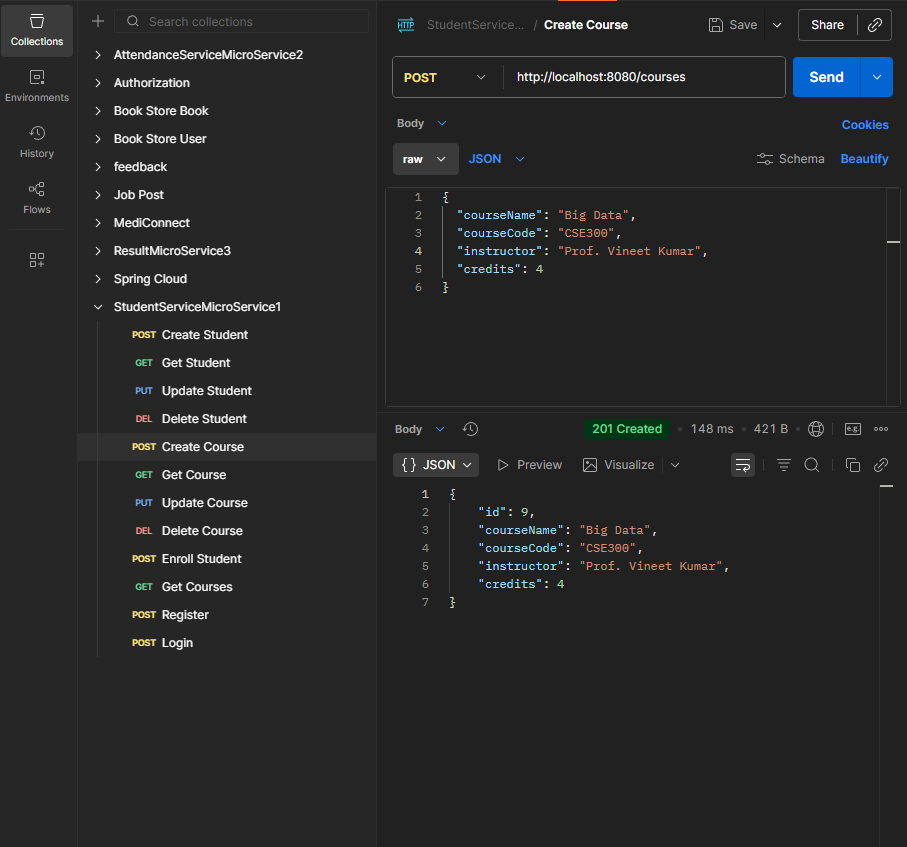 Collections
Environments
History
Flows
Search collections
AttendanceServiceMicroService2
Authorization
Book Store Book
Book Store User
feedback
Job Post
MediConnect
ResultMicroService3
Spring Cloud
StudentServiceMicroService1
POST Create Student
GET Get Student
PUT Update Student
DEL Delete Student
POST Create Course
GET Get Course
PUT Update Course
DEL Delete Course
POST Enroll Student
GET Get Courses
POST Register
POST Login
HTTP StudentService... / Create Course Save Share
POST http://localhost:8080/courses Send
Body Cookies
raw JSON Schema Beautify
1 {
2 "courseName": "Big Data",
3 "courseCode": "CSE300",
4 "instructor": "Prof. Vineet Kumar",
5 "credits": 4
6 }
Body 201 Created • 148 ms • 421 B • e.g.
{} JSON Preview Visualize
1 {
2 "id": 9,
3 "courseName": "Big Data",
4 "courseCode": "CSE300",
5 "instructor": "Prof. Vineet Kumar",
6 "credits": 4
7 }